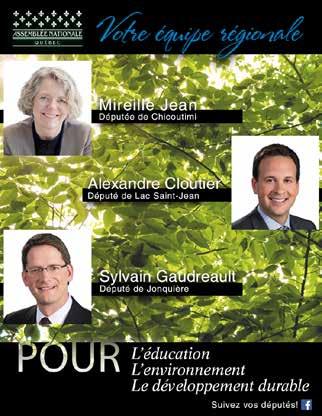 ASSEMBLÉE NATIONALE
QUÉBEC
Votre équipe régionale
Mireille Jean
Députée de Chicoutimi
Alexandre Cloutier
Député de Lac Saint-Jean
Sylvain Gaudreault
Député de Jonquière
POUR L'éducation
L'environnement
Le développement durable
Suivez vos députés!